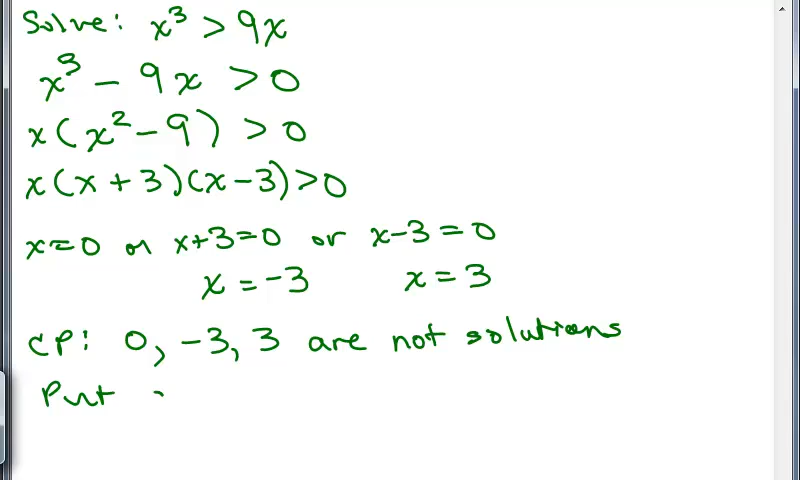 Solve: x³ > 9x
x³ - 9x > 0
x(x² - 9) > 0
x(x + 3)(x - 3) > 0
x = 0 or x+3 = 0 or x-3 = 0
x = -3 x = 3
CP: 0, -3, 3 are not solutions
Put